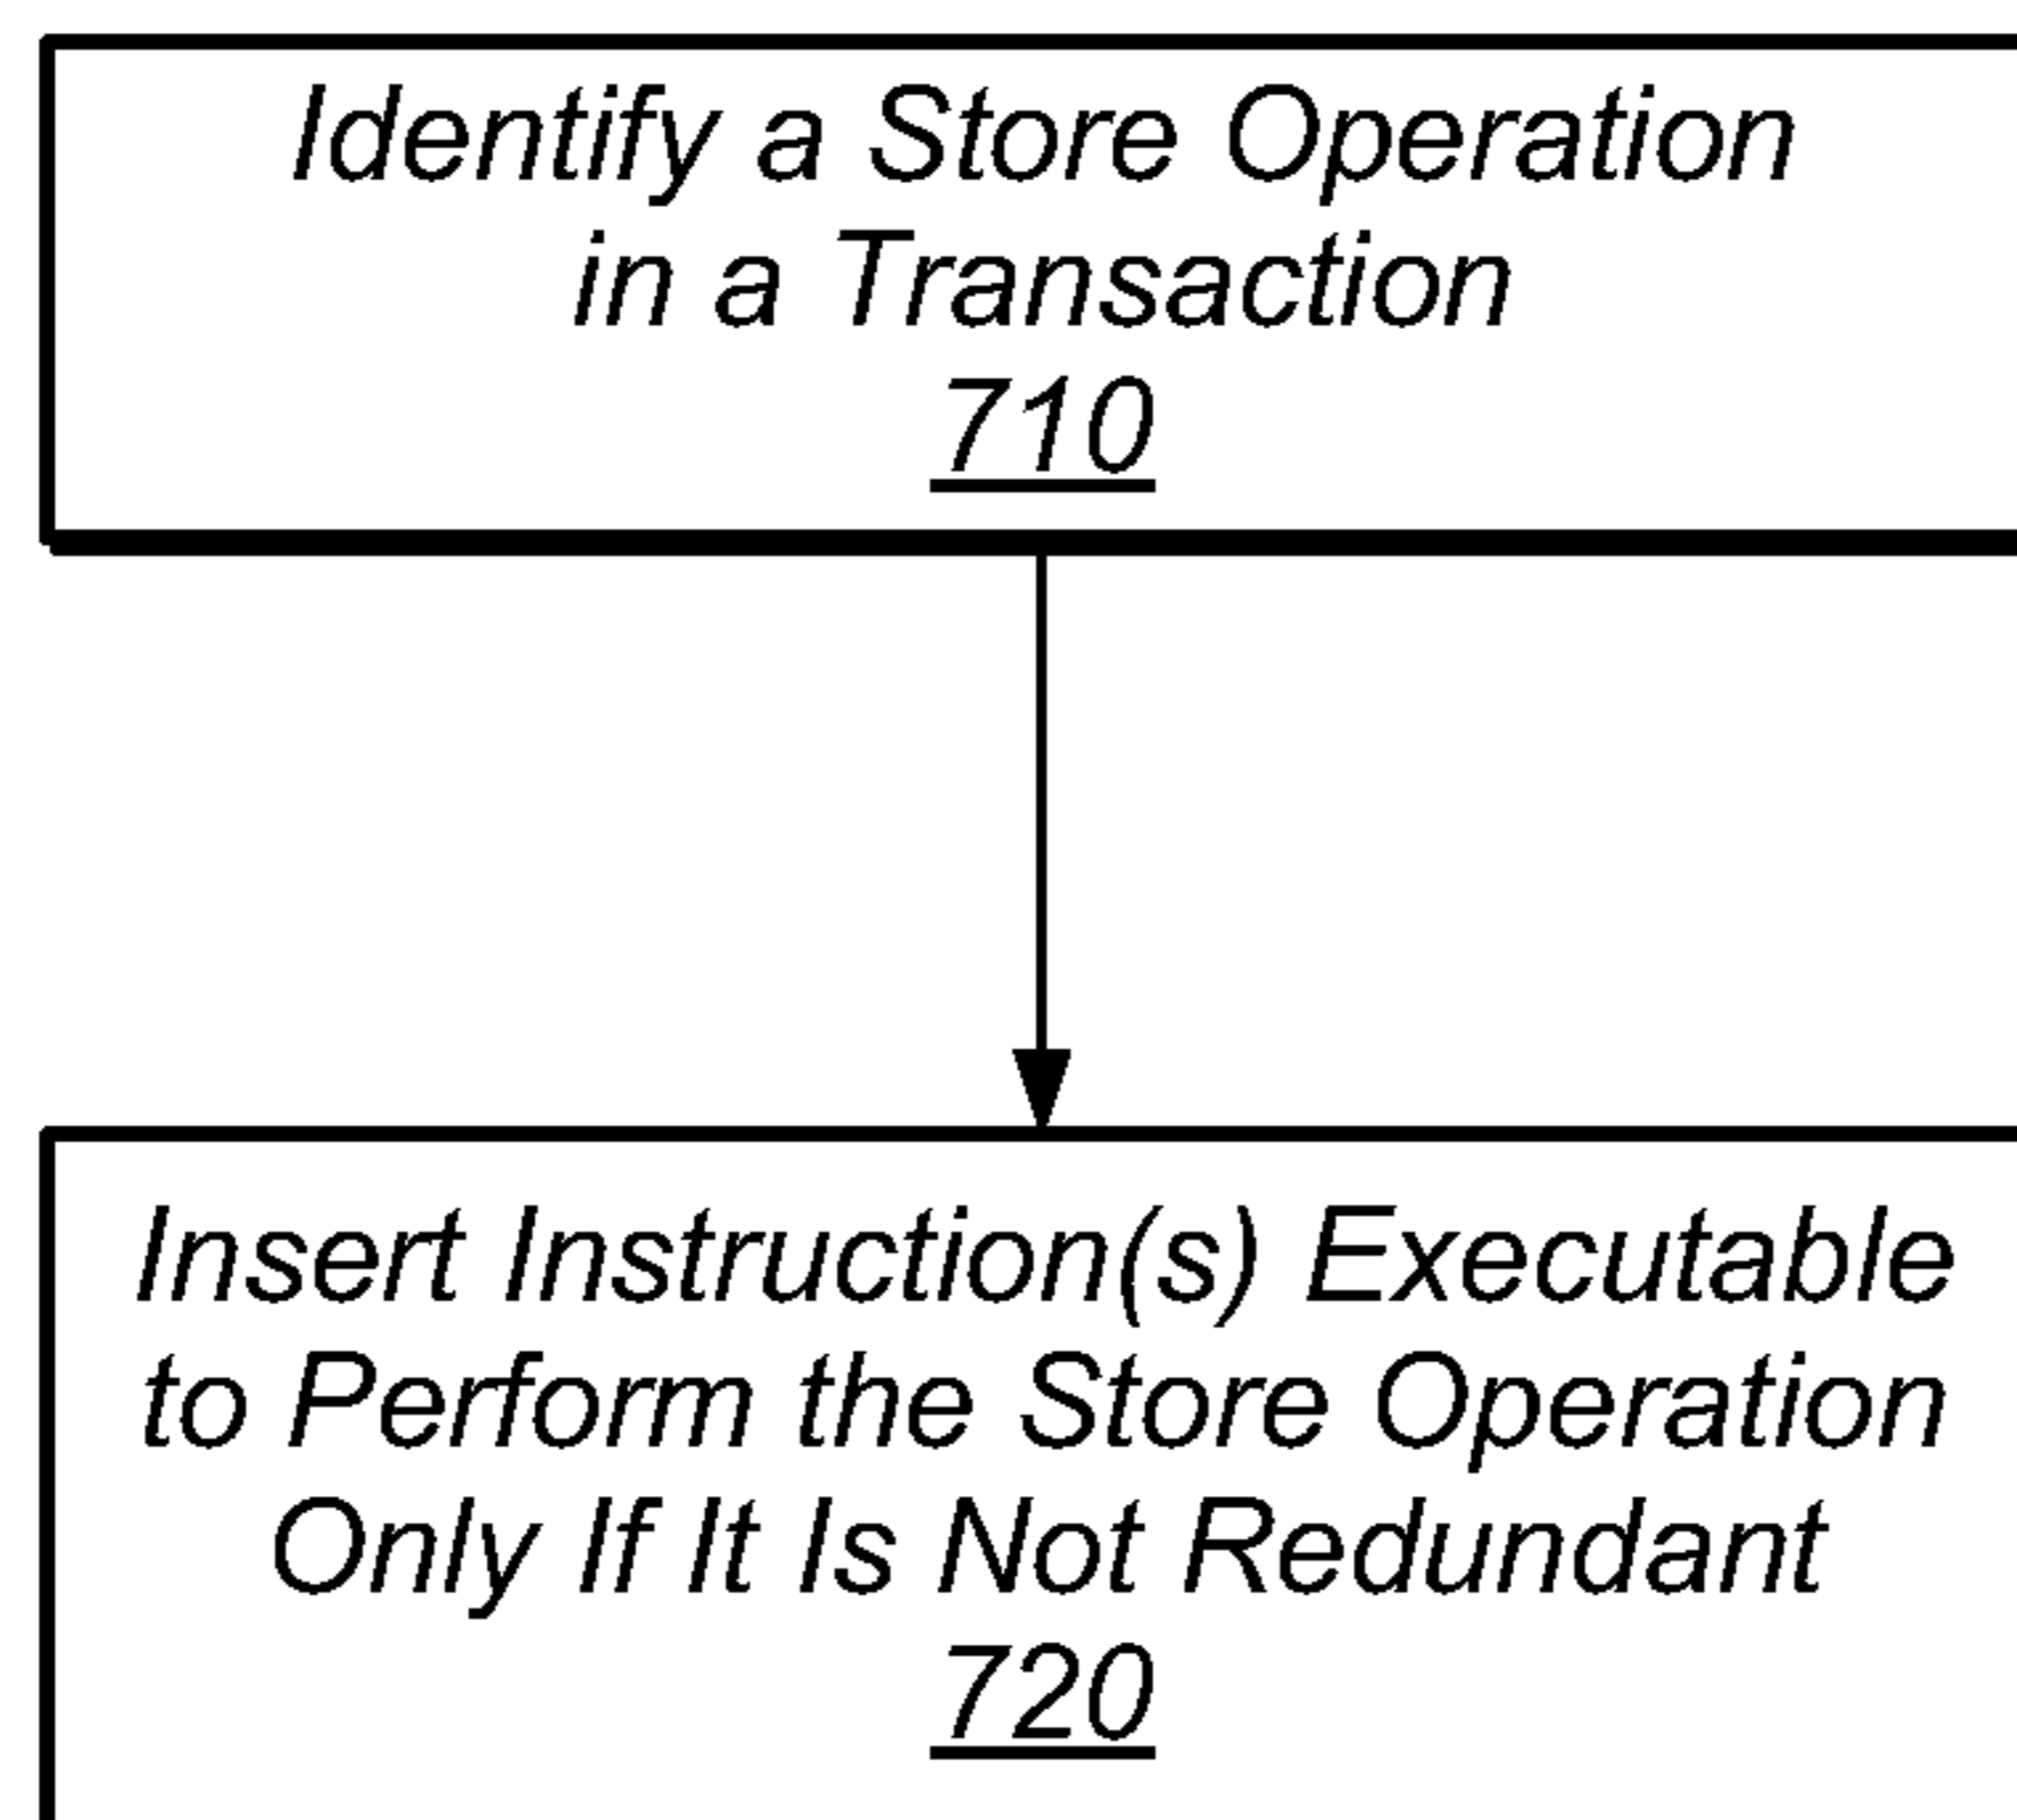 Identify a Store Operation
in a Transaction
710
Insert Instruction(s) Executable
to Perform the Store Operation
Only If It Is Not Redundant
720